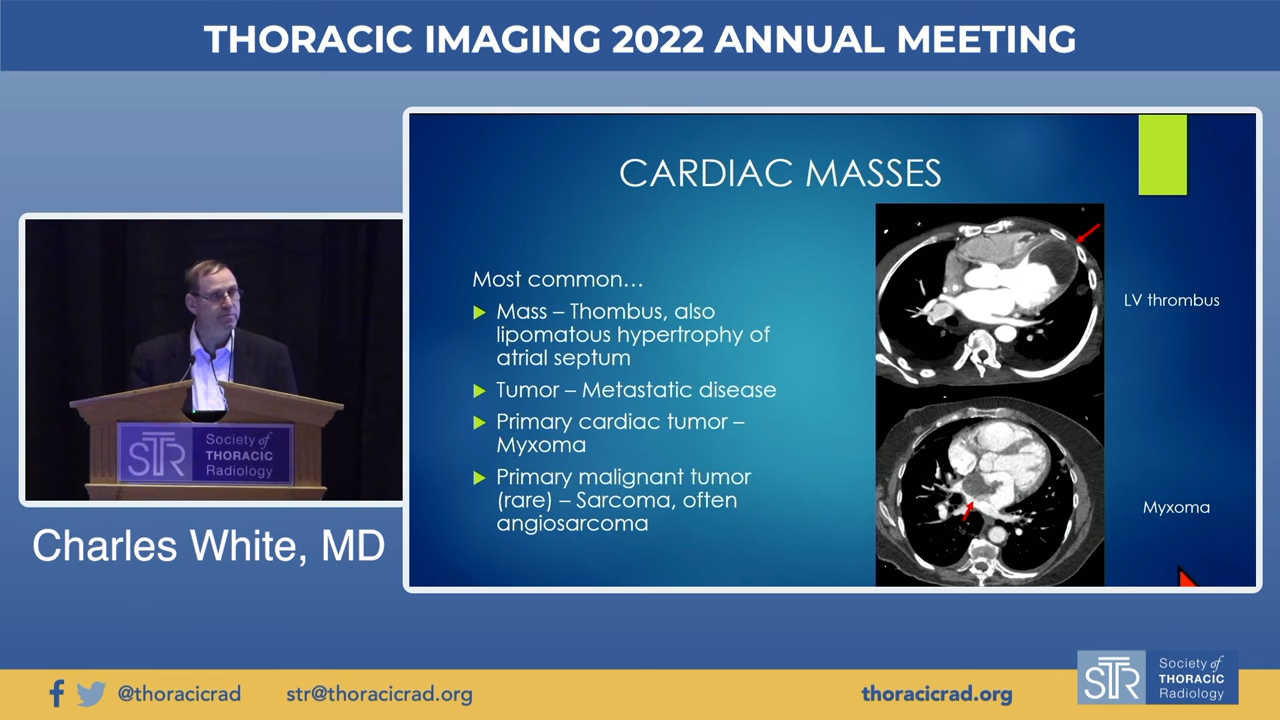 THORACIC IMAGING 2022 ANNUAL MEETING
CARDIAC MASSES
Most common…
Mass – Thombus, also
lipomatous hypertrophy of
atrial septum
Tumor – Metastatic disease
Primary cardiac tumor –
Myxoma
Primary malignant tumor
(rare) – Sarcoma, often
angiosarcoma
LV thrombus
Myxoma
STR
Society of
THORACIC
Radiology
Charles White, MD
@thoracicrad
str@thoracicrad.org
thoracicrad.org
STR
Society of
THORACIC
Radiology